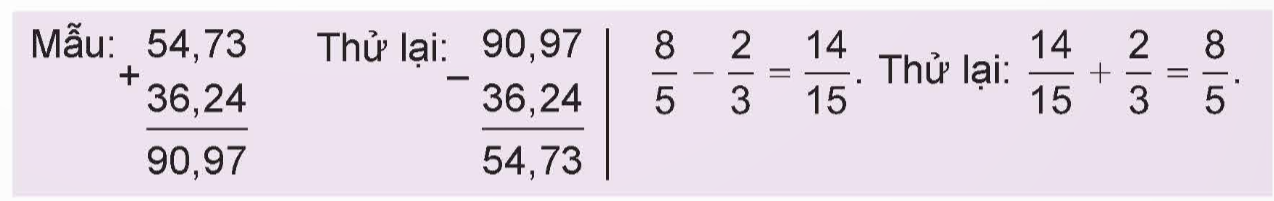 Mẫu: 54,73
+
36,24
90,97
Thử lại: 90,97
−
36,24
54,73
8/5 − 2/3 = 14/15. Thử lại: 14/15 + 2/3 = 8/5.